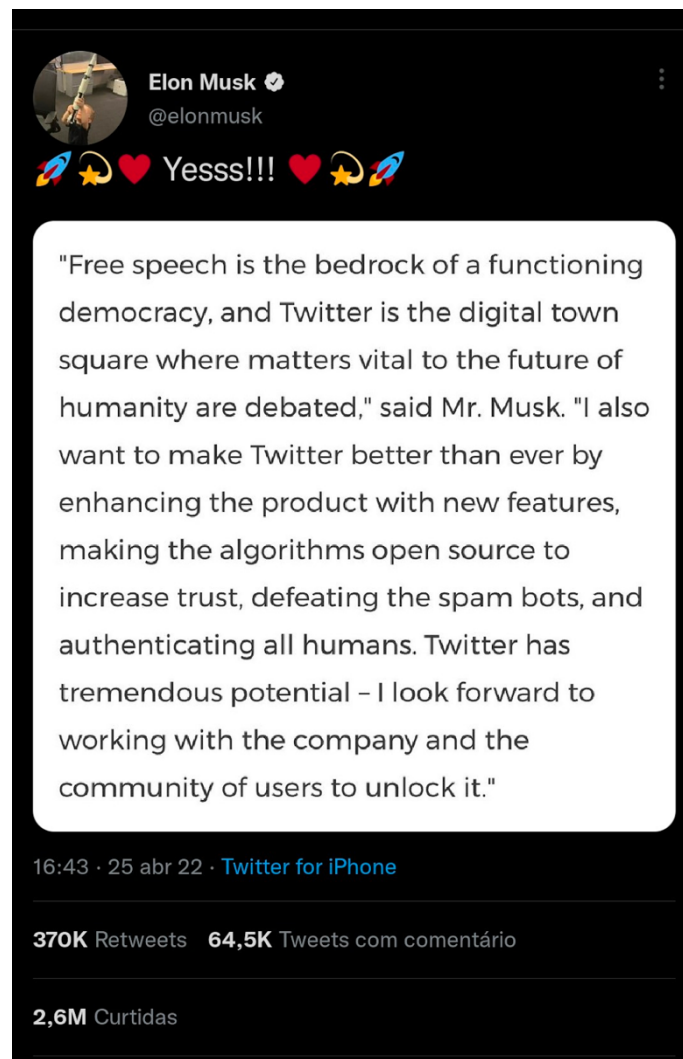 Elon Musk
@elonmusk
🚀💫❤️ Yesss!!! ❤️💫🚀
"Free speech is the bedrock of a functioning
democracy, and Twitter is the digital town
square where matters vital to the future of
humanity are debated," said Mr. Musk. "I also
want to make Twitter better than ever by
enhancing the product with new features,
making the algorithms open source to
increase trust, defeating the spam bots, and
authenticating all humans. Twitter has
tremendous potential – I look forward to
working with the company and the
community of users to unlock it."
16:43 · 25 abr 22 · Twitter for iPhone
370K Retweets 64,5K Tweets com comentário
2,6M Curtidas